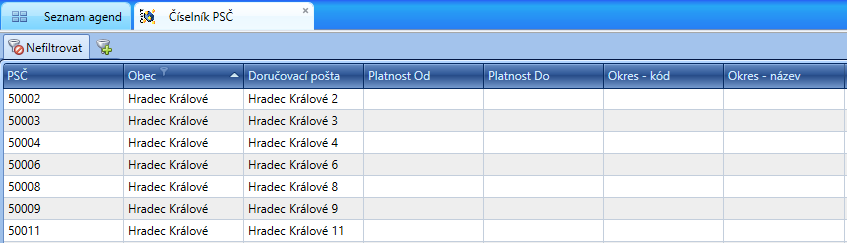 Seznam agend Číselník PSČ
Nefiltrovat
PSČ Obec Doručovací pošta Platnost Od Platnost Do Okres - kód Okres - název
50002 Hradec Králové Hradec Králové 2
50003 Hradec Králové Hradec Králové 3
50004 Hradec Králové Hradec Králové 4
50006 Hradec Králové Hradec Králové 6
50008 Hradec Králové Hradec Králové 8
50009 Hradec Králové Hradec Králové 9
50011 Hradec Králové Hradec Králové 11